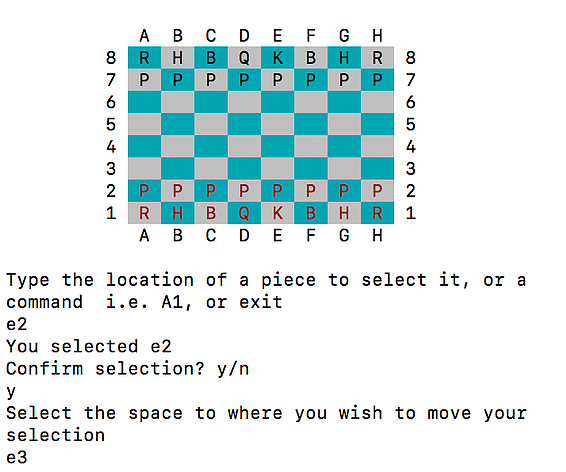 A B C D E F G H
8 R H B Q K B H R 8
7 P P P P P P P P 7
6 6
5 5
4 4
3 3
2 P P P P P P P P 2
1 R H B Q K B H R 1
A B C D E F G H
Type the location of a piece to select it, or a
command  i.e. A1, or exit
e2
You selected e2
Confirm selection? y/n
y
Select the space to where you wish to move your
selection
e3